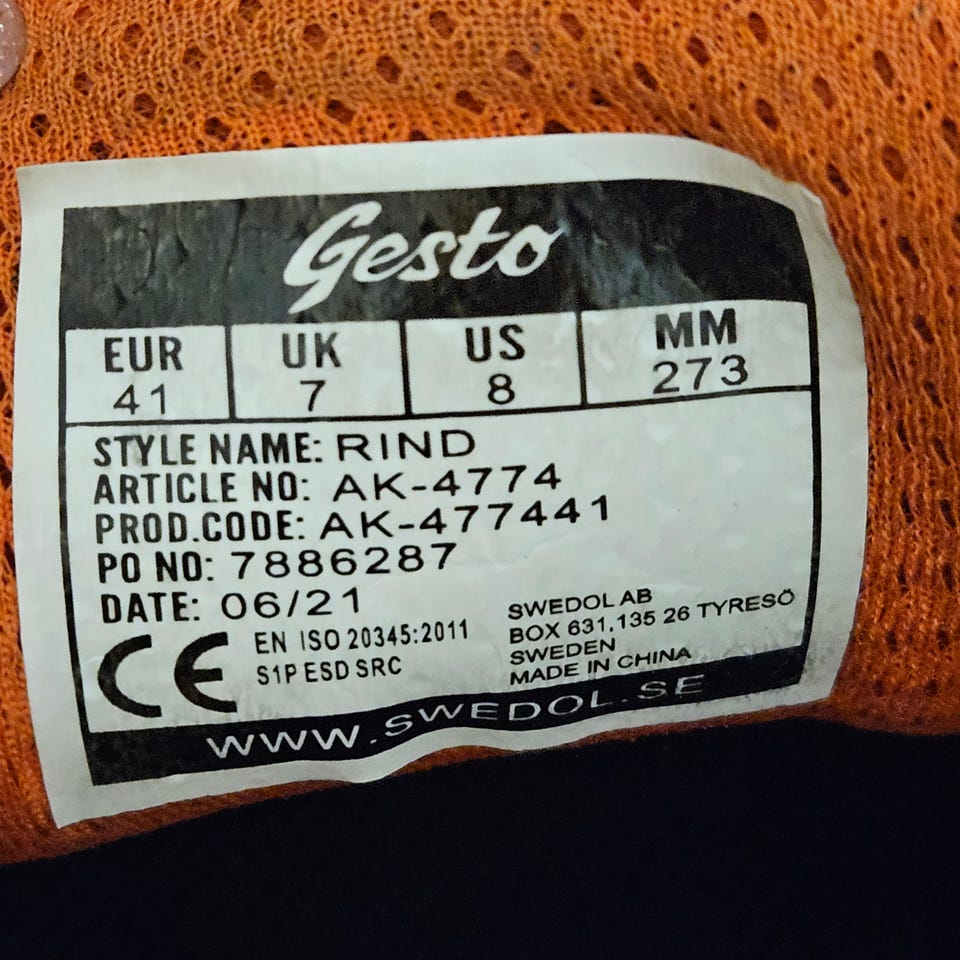 Gesto
EUR UK US MM
41 7 8 273
STYLE NAME: RIND
ARTICLE NO: AK-4774
PROD.CODE: AK-477441
PO NO: 7886287
DATE: 06/21
CE EN ISO 20345:2011
S1P ESD SRC
SWEDOL AB
BOX 631,135 26 TYRESÖ
SWEDEN
MADE IN CHINA
WWW.SWEDOL.SE